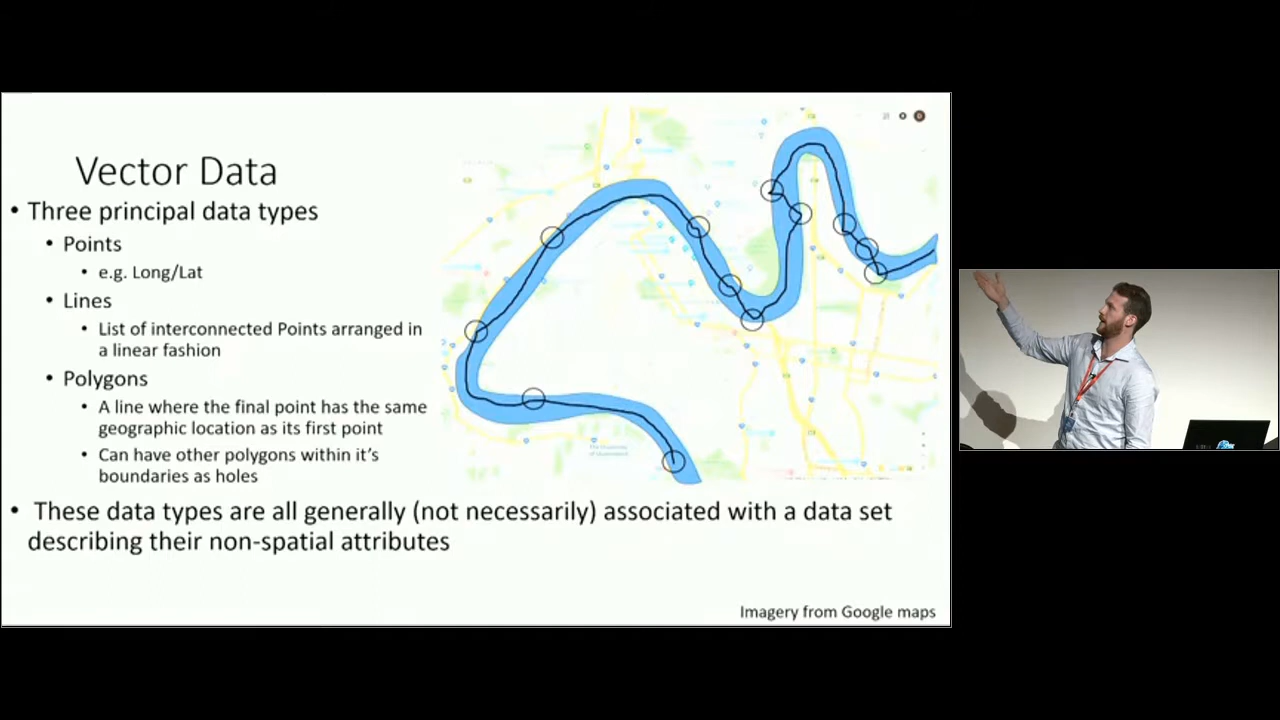 Vector Data
• Three principal data types
• Points
• e.g. Long/Lat
• Lines
• List of interconnected Points arranged in
a linear fashion
• Polygons
• A line where the final point has the same
geographic location as its first point
• Can have other polygons within it's
boundaries as holes
• These data types are all generally (not necessarily) associated with a data set
describing their non-spatial attributes
Imagery from Google maps